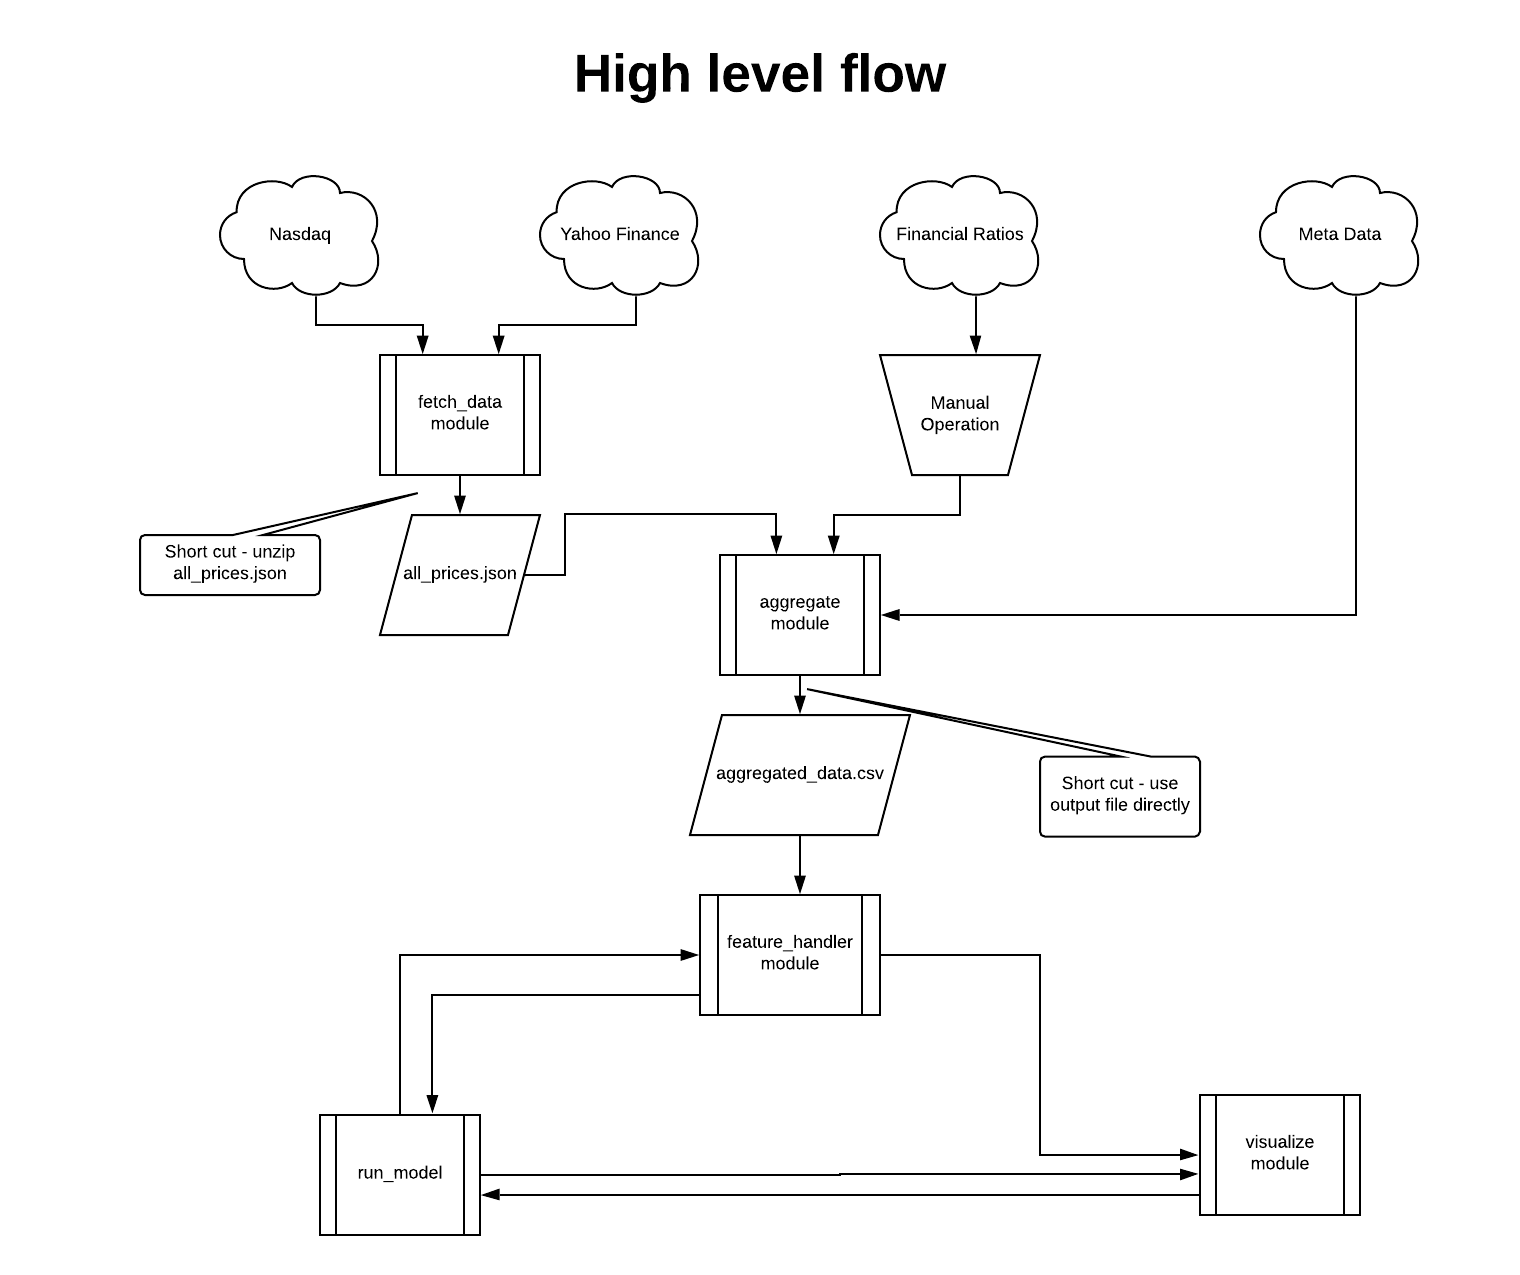 High level flow
Nasdaq
Yahoo Finance
Financial Ratios
Meta Data
fetch_data
module
Manual
Operation
Short cut - unzip
all_prices.json
all_prices.json
aggregate
module
aggregated_data.csv
Short cut - use
output file directly
feature_handler
module
run_model
visualize
module